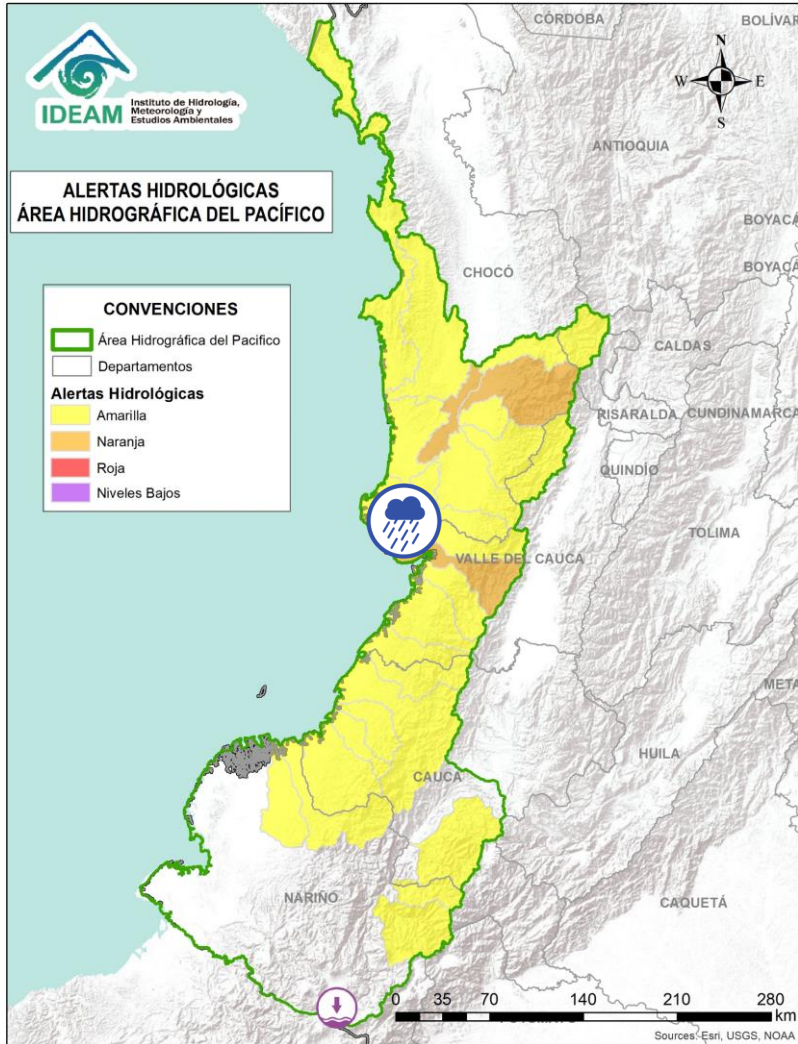 IDEAM
Instituto de Hidrología,
Meteorología y
Estudios Ambientales
ALERTAS HIDROLÓGICAS
ÁREA HIDROGRÁFICA DEL PACÍFICO
CONVENCIONES
Área Hidrográfica del Pacífico
Departamentos
Alertas Hidrológicas
Amarilla
Naranja
Roja
Niveles Bajos
N
W E
S
CÓRDOBA
BOLÍVAR
ANTIOQUIA
BOYACÁ
CHOCÓ
BOYACÁ
CALDAS
RISARALDA
CUNDINAMARCA
QUINDÍO
TOLIMA
VALLE DEL CAUCA
META
HUILA
CAUCA
NARIÑO
CAQUETÁ
0 35 70 140 210 280
km
Sources: Esri, USGS, NOAA